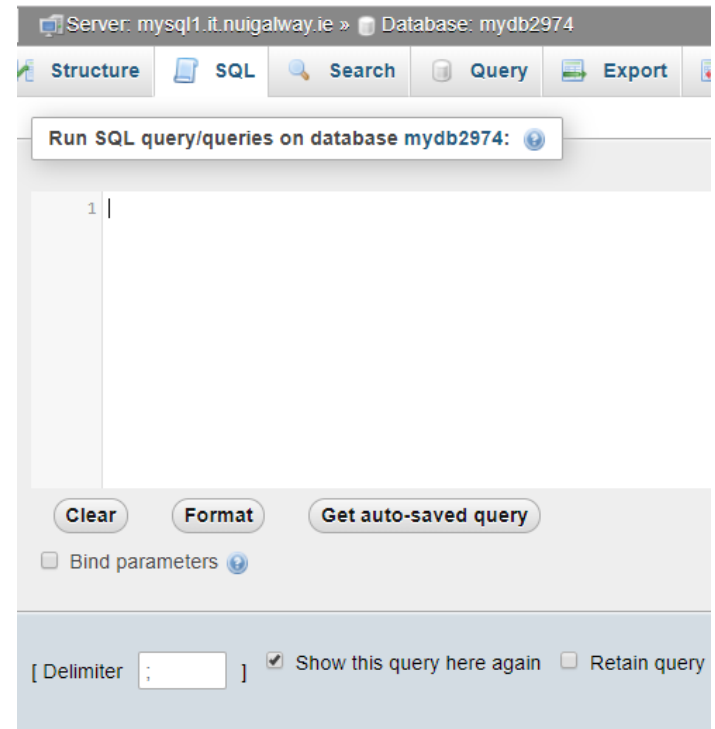 Server: mysql1.it.nuigalway.ie » Database: mydb2974
Structure SQL Search Query Export
Run SQL query/queries on database mydb2974:
1
Clear Format Get auto-saved query
Bind parameters
[ Delimiter ; ] Show this query here again Retain query